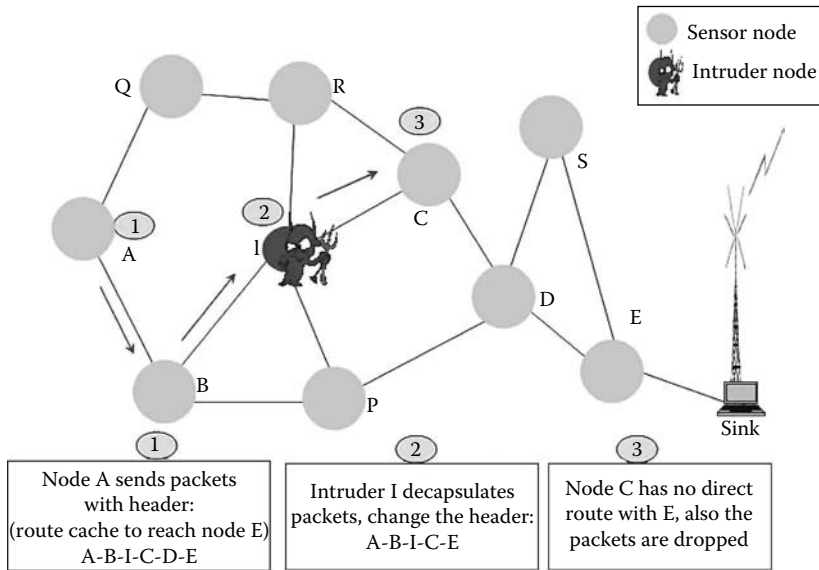 Sensor node
Intruder node
Q
R
3
S
1
A
2
I
C
D
E
B
P
Sink
1
Node A sends packets
with header:
(route cache to reach node E)
A-B-I-C-D-E
2
Intruder I decapsulates
packets, change the header:
A-B-I-C-E
3
Node C has no direct
route with E, also the
packets are dropped